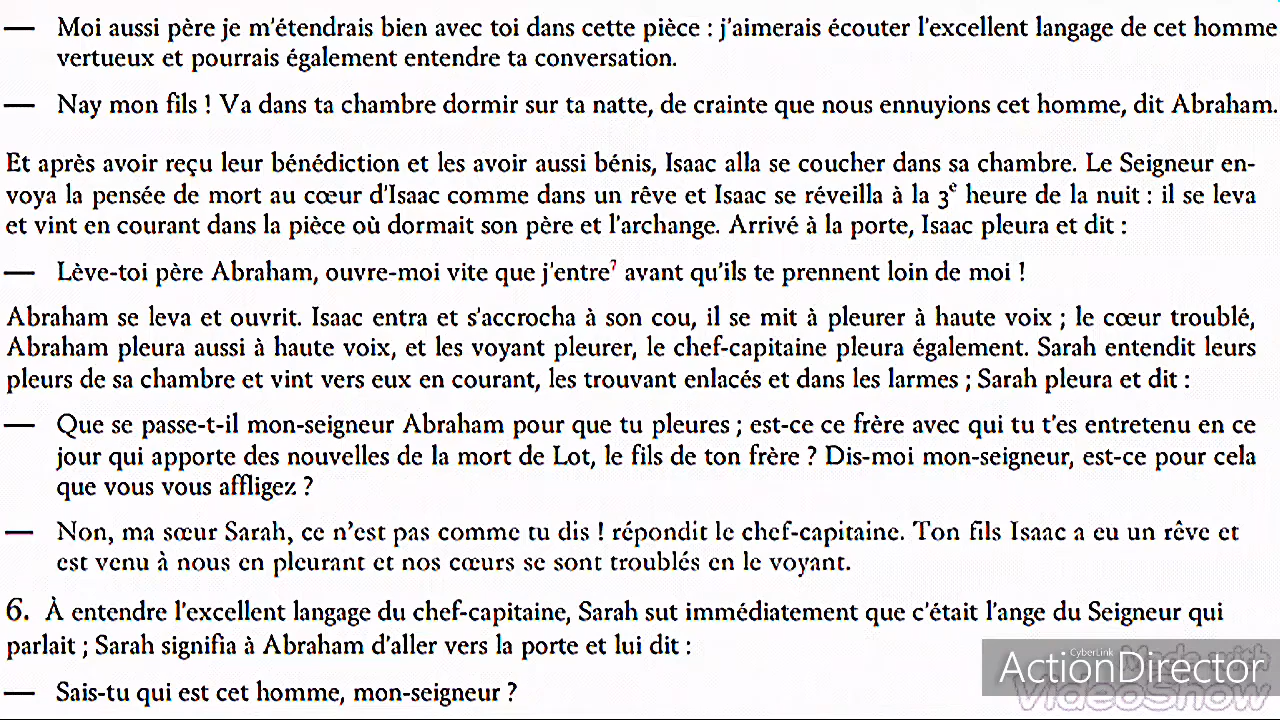 — Moi aussi père je m'étendrais bien avec toi dans cette pièce : j'aimerais écouter l'excellent langage de cet homme
vertueux et pourrais également entendre ta conversation.
— Nay mon fils ! Va dans ta chambre dormir sur ta natte, de crainte que nous ennuyions cet homme, dit Abraham.
Et après avoir reçu leur bénédiction et les avoir aussi bénis, Isaac alla se coucher dans sa chambre. Le Seigneur en-
voya la pensée de mort au cœur d'Isaac comme dans un rêve et Isaac se réveilla à la 3e heure de la nuit : il se leva
et vint en courant dans la pièce où dormait son père et l'archange. Arrivé à la porte, Isaac pleura et dit :
— Lève-toi père Abraham, ouvre-moi vite que j'entre7 avant qu'ils te prennent loin de moi !
Abraham se leva et ouvrit. Isaac entra et s'accrocha à son cou, il se mit à pleurer à haute voix ; le cœur troublé,
Abraham pleura aussi à haute voix, et les voyant pleurer, le chef-capitaine pleura également. Sarah entendit leurs
pleurs de sa chambre et vint vers eux en courant, les trouvant enlacés et dans les larmes ; Sarah pleura et dit :
— Que se passe-t-il mon-seigneur Abraham pour que tu pleures ; est-ce ce frère avec qui tu t'es entretenu en ce
jour qui apporte des nouvelles de la mort de Lot, le fils de ton frère ? Dis-moi mon-seigneur, est-ce pour cela
que vous vous affligez ?
— Non, ma sœur Sarah, ce n'est pas comme tu dis ! répondit le chef-capitaine. Ton fils Isaac a eu un rêve et
est venu à nous en pleurant et nos cœurs se sont troublés en le voyant.
6. À entendre l'excellent langage du chef-capitaine, Sarah sut immédiatement que c'était l'ange du Seigneur qui
parlait ; Sarah signifia à Abraham d'aller vers la porte et lui dit :
— Sais-tu qui est cet homme, mon-seigneur ?
CyberLink
ActionDirector
Made with
VideoShow